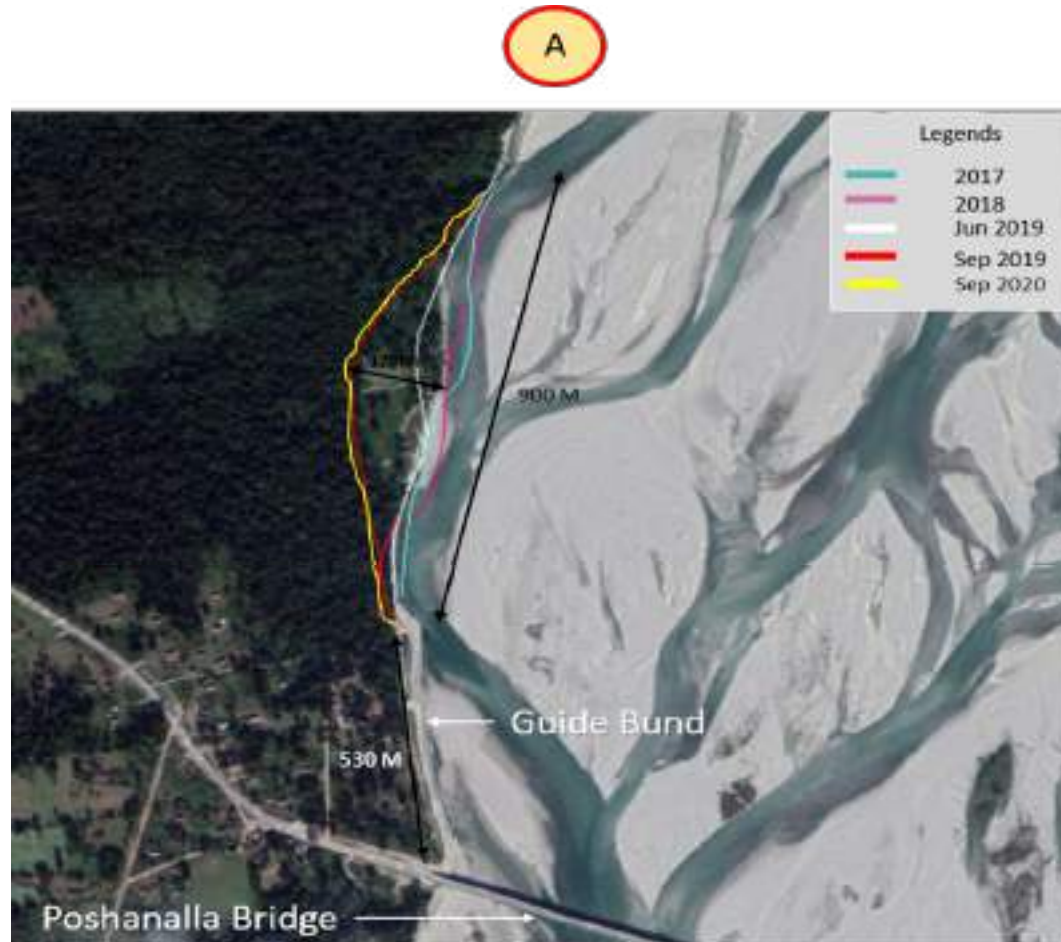 A
Legends
2017
2018
Jun 2019
Sep 2019
Sep 2020
900 M
Guide Bund
530 M
Poshanalla Bridge